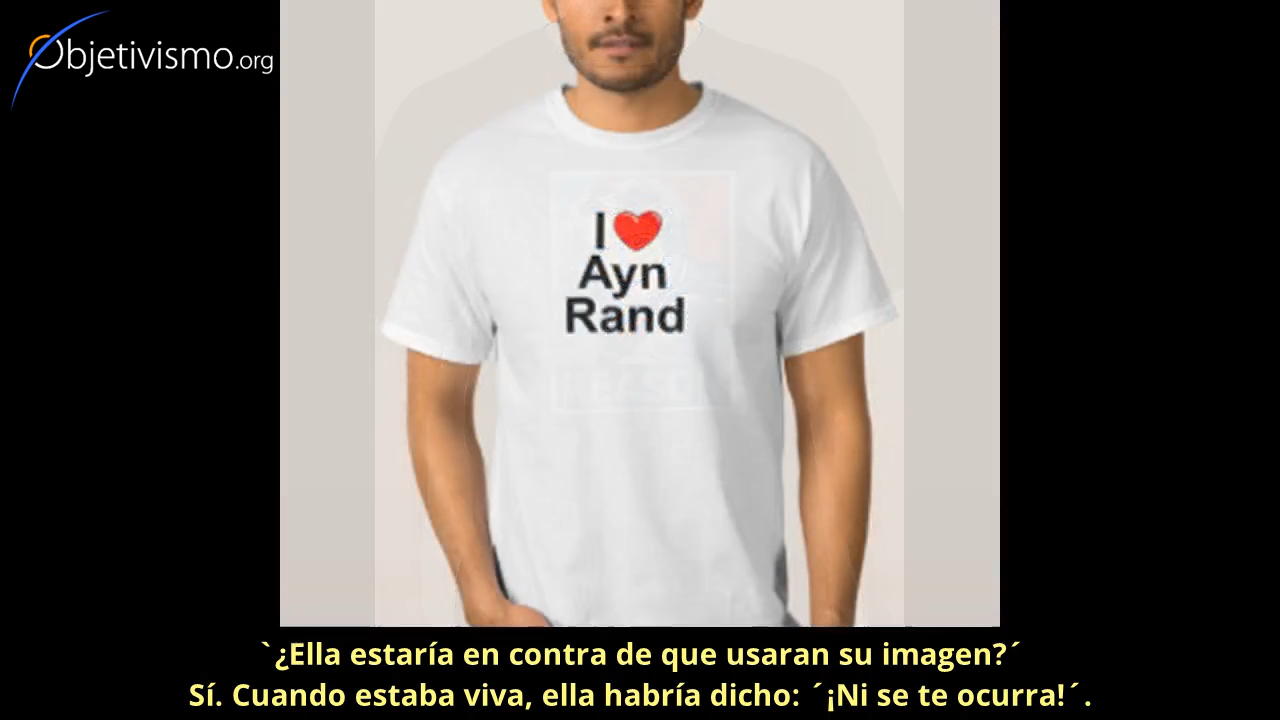 Objetivismo.org
I ❤
Ayn
Rand
`¿Ella estaría en contra de que usaran su imagen?´
Sí. Cuando estaba viva, ella habría dicho: ´¡Ni se te ocurra!´.